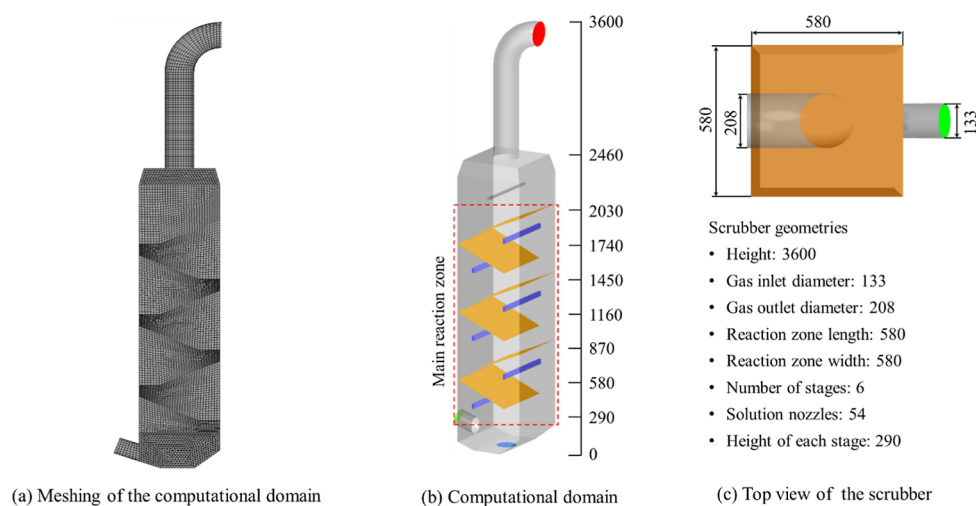 3600
2460
2030
1740
1450
1160
870
580
290
0
Main reaction zone
580
580
208
133
Scrubber geometries
• Height: 3600
• Gas inlet diameter: 133
• Gas outlet diameter: 208
• Reaction zone length: 580
• Reaction zone width: 580
• Number of stages: 6
• Solution nozzles: 54
• Height of each stage: 290
(a) Meshing of the computational domain
(b) Computational domain
(c) Top view of the scrubber